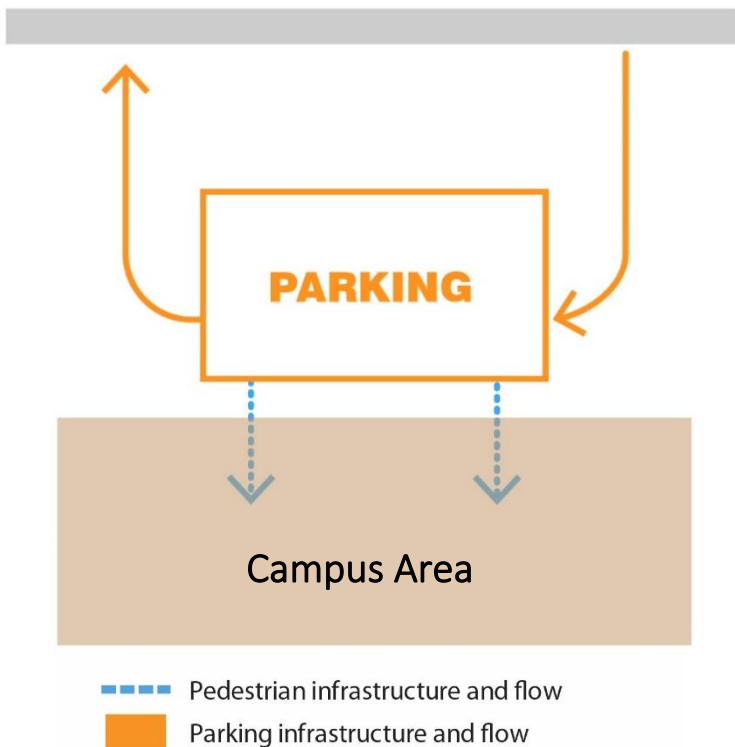 PARKING
Campus Area
Pedestrian infrastructure and flow
Parking infrastructure and flow